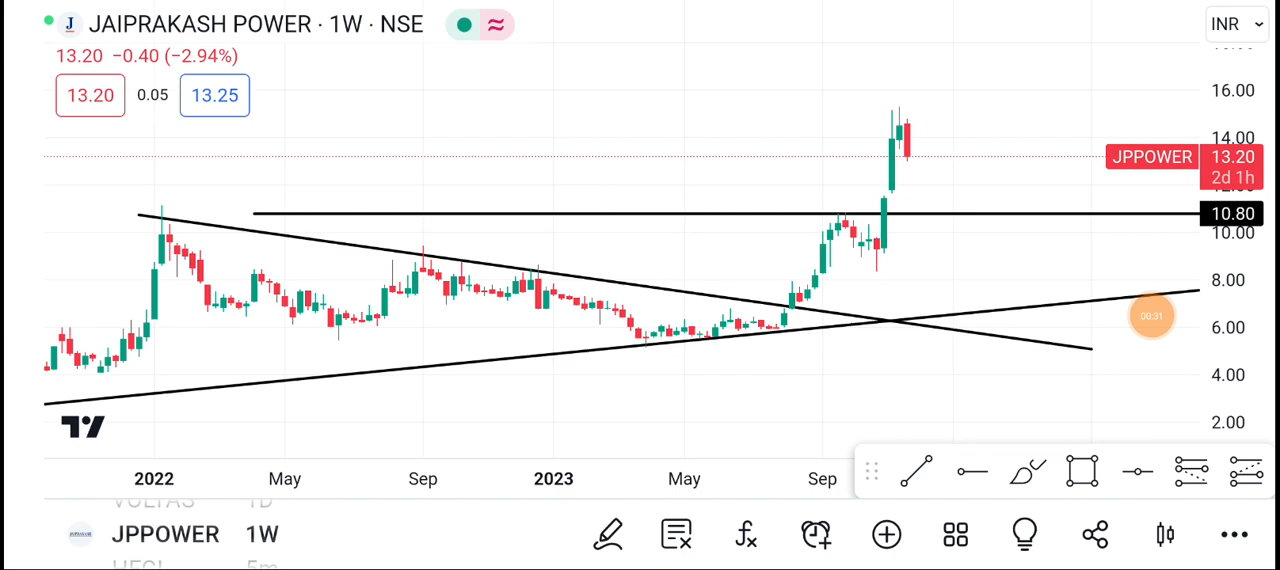 J JAIPRAKASH POWER · 1W · NSE
INR
13.20 −0.40 (−2.94%)
13.20 0.05 13.25
16.00
14.00
JPPOWER 13.20
2d 1h
10.80
10.00
8.00
00:31
6.00
4.00
2.00
2022 May Sep 2023 May Sep
VOLTAS 1D
JPPOWER 1W